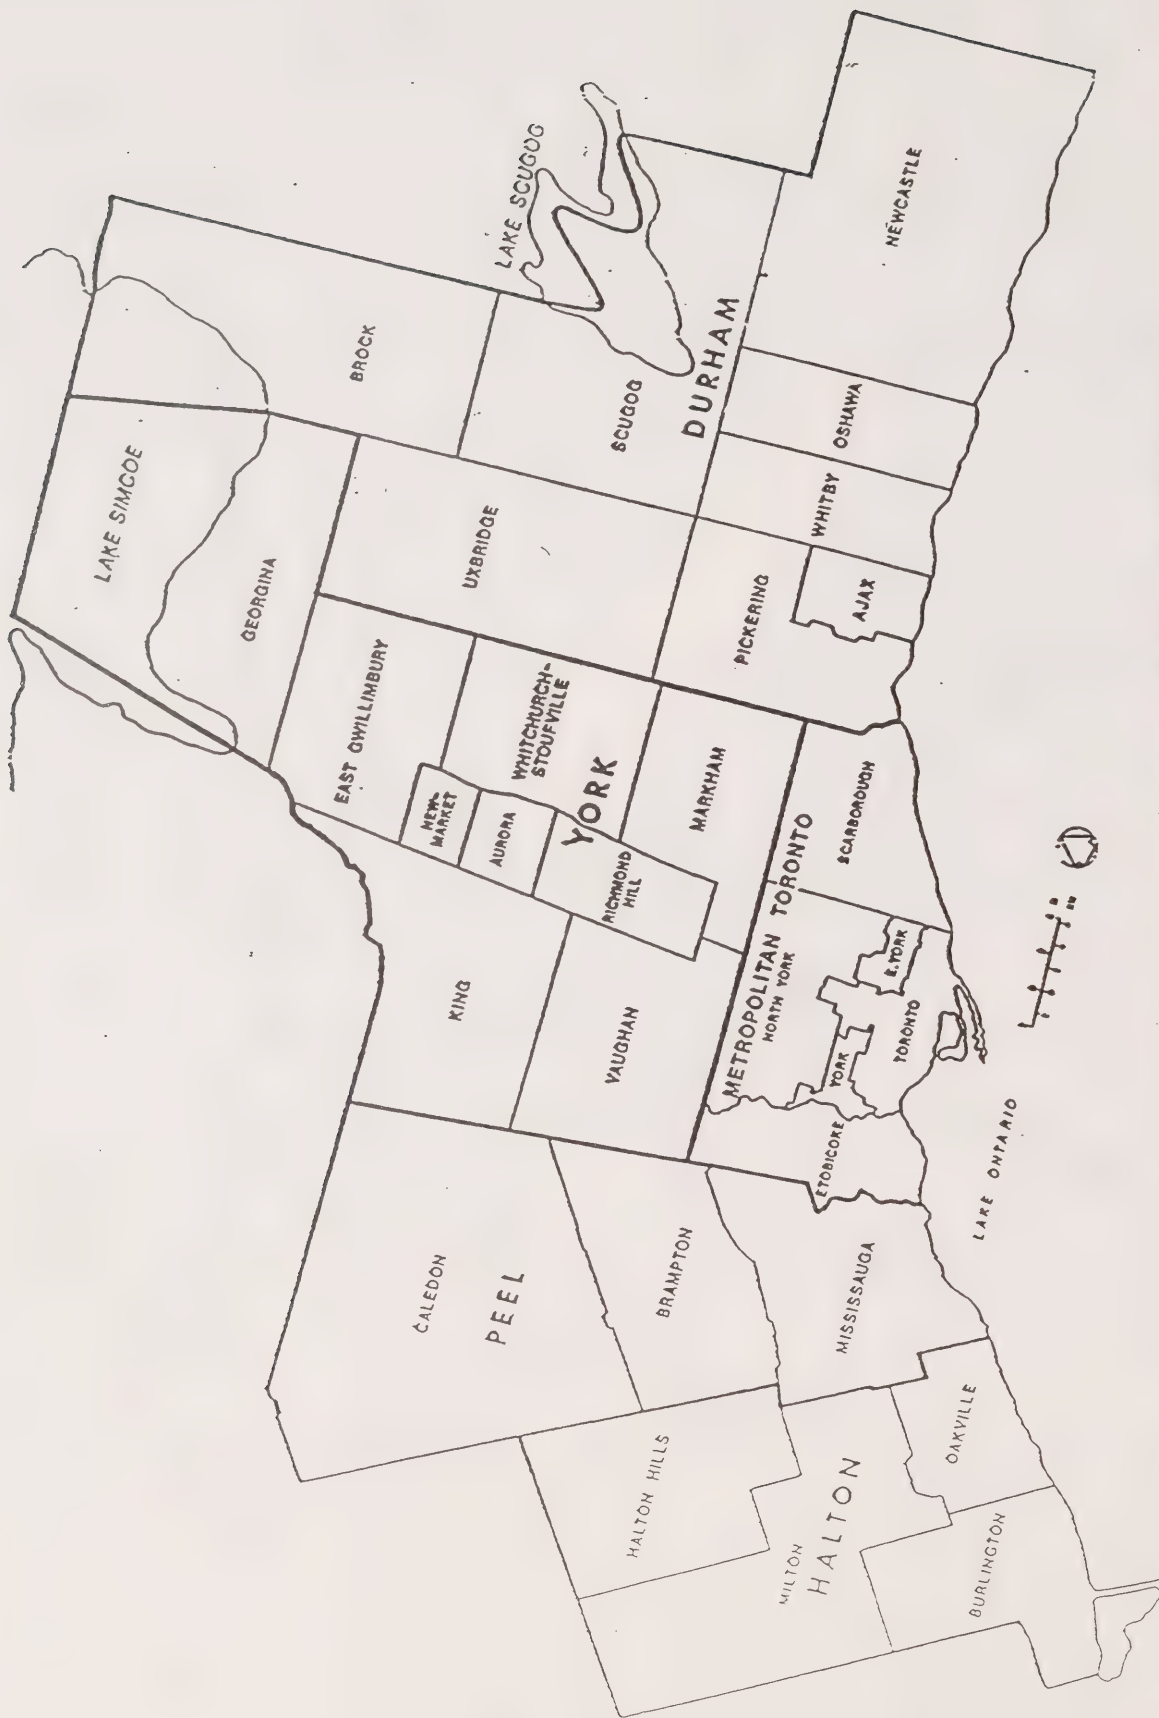 LAKE SIMCOE
GEORGINA
BROCK
LAKE SCUGOG
SCUGOG
UXBRIDGE
DURHAM
NEWCASTLE
OSHAWA
WHITBY
PICKERING
AJAX
EAST GWILLIMBURY
WHITCHURCH-
STOUFVILLE
NEW-
MARKET
AURORA
YORK
RICHMOND
HILL
MARKHAM
KING
VAUGHAN
METROPOLITAN TORONTO
NORTH YORK
SCARBOROUGH
E.YORK
YORK
TORONTO
ETOBICOKE
LAKE ONTARIO
CALEDON
PEEL
BRAMPTON
MISSISSAUGA
HALTON HILLS
MILTON
HALTON
OAKVILLE
BURLINGTON